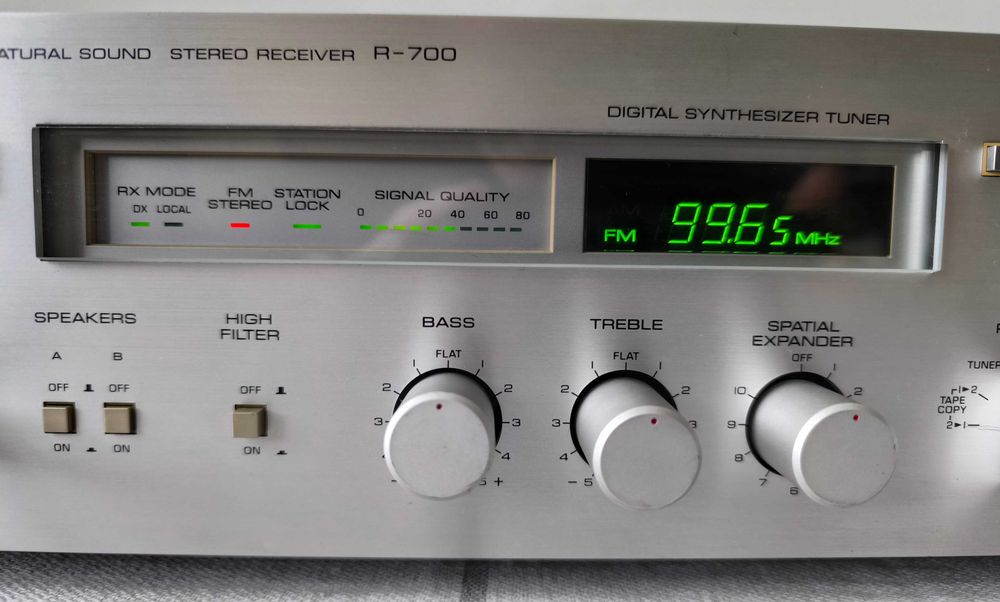 NATURAL SOUND STEREO RECEIVER R-700
DIGITAL SYNTHESIZER TUNER
RX MODE
DX LOCAL
FM
STEREO
STATION
LOCK
SIGNAL QUALITY
0 20 40 60 80
FM 99.65 MHz
SPEAKERS
A B
OFF OFF
ON ON
HIGH
FILTER
OFF
ON
BASS
FLAT
1 1
2 2
3 3
4
- 5 +
TREBLE
FLAT
1 2
2
3 3
4
- 5
SPATIAL
EXPANDER
OFF
1
2
10
9
8
7
6
TUNER
1▶2
TAPE
COPY
2▶1